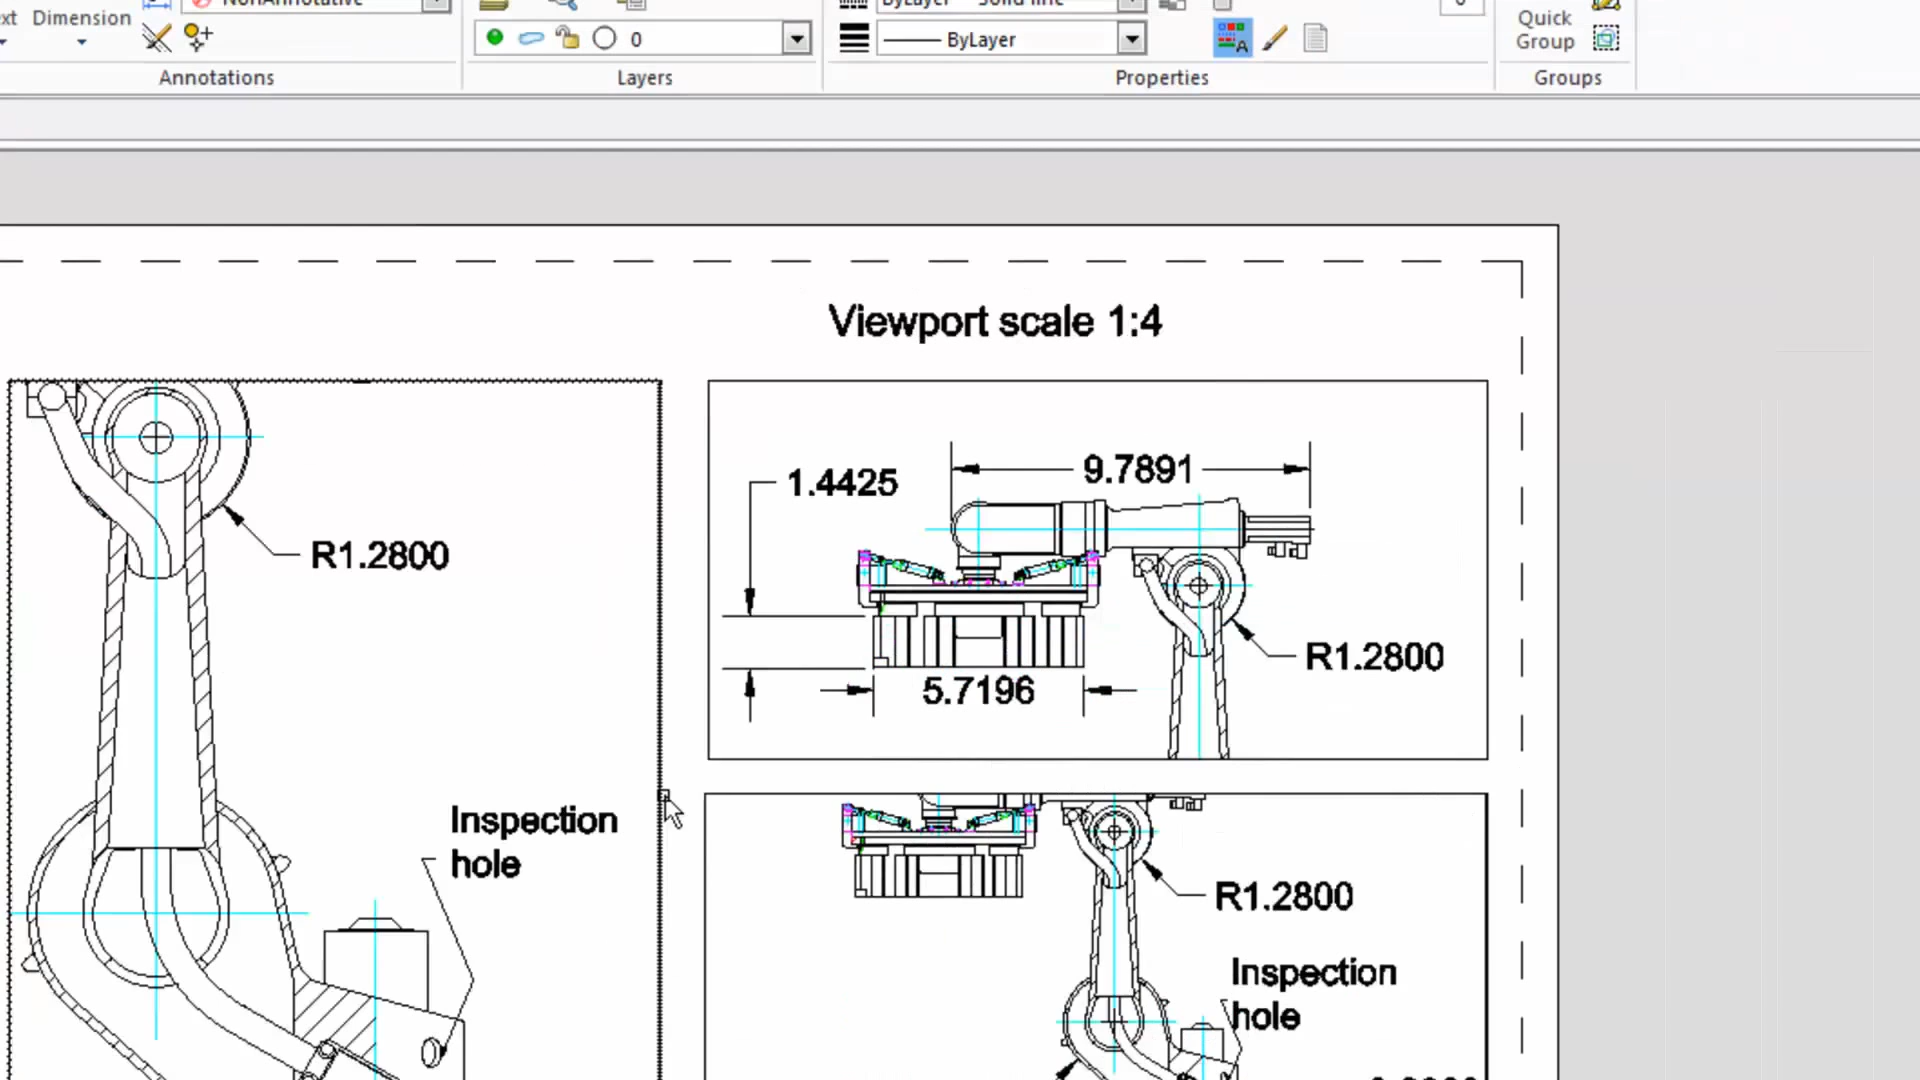 NonAnnotative
ByLayer Solid line
Dimension
Quick
Group
0
ByLayer
Annotations
Layers
Properties
Groups
Viewport scale 1:4
9.7891
1.4425
R1.2800
R1.2800
5.7196
Inspection
hole
R1.2800
Inspection
hole